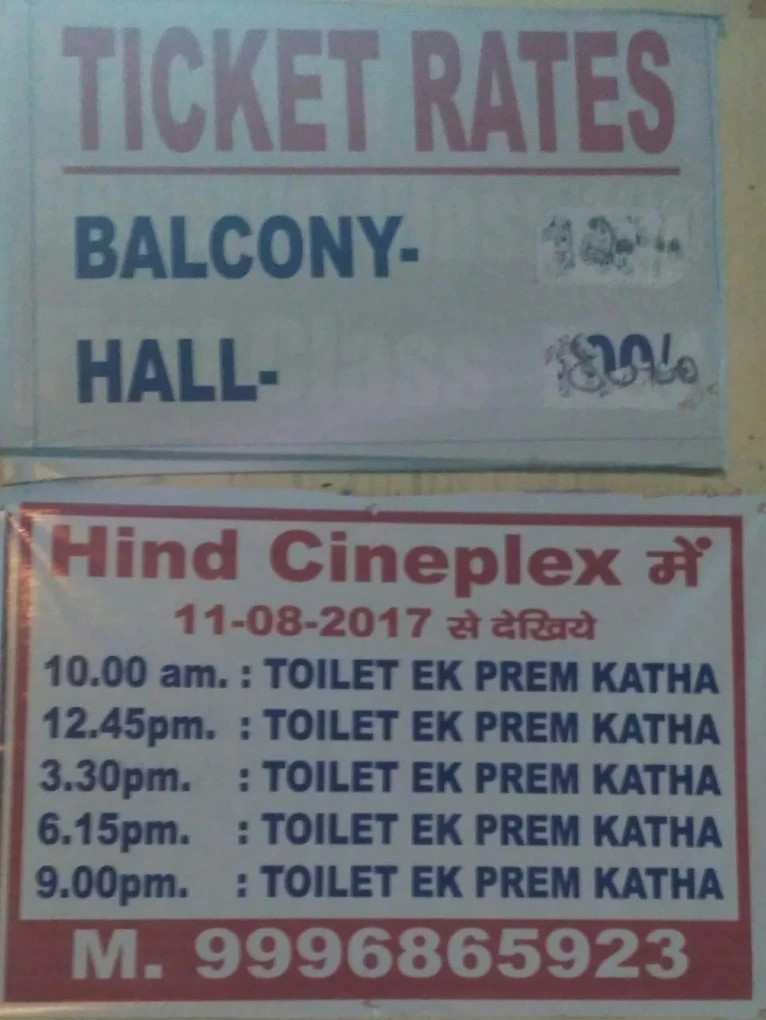 TICKET RATES
BALCONY-
HALL-
Hind Cineplex में
11-08-2017 से देखिये
10.00 am. : TOILET EK PREM KATHA
12.45pm. : TOILET EK PREM KATHA
3.30pm. : TOILET EK PREM KATHA
6.15pm. : TOILET EK PREM KATHA
9.00pm. : TOILET EK PREM KATHA
M. 9996865923